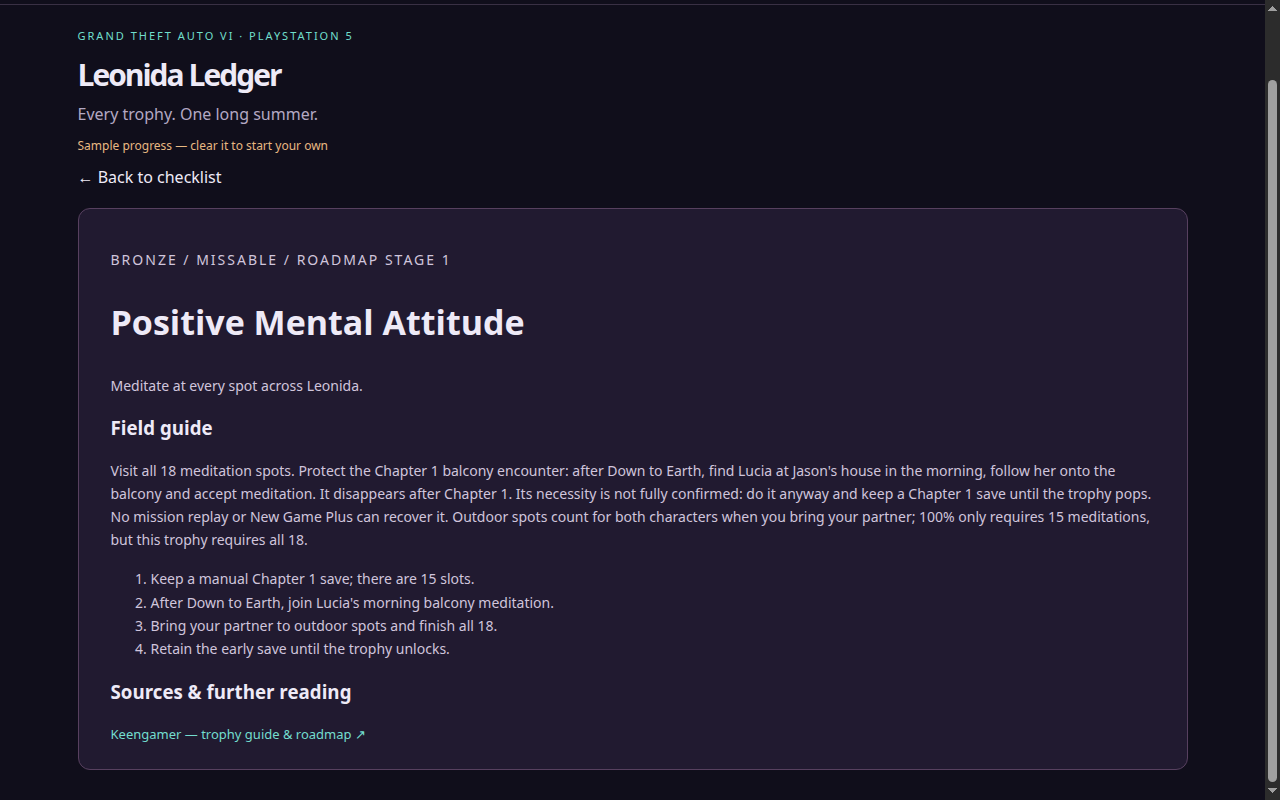 GRAND THEFT AUTO VI · PLAYSTATION 5
Leonida Ledger
Every trophy. One long summer.
Sample progress — clear it to start your own
← Back to checklist
BRONZE / MISSABLE / ROADMAP STAGE 1
Positive Mental Attitude
Meditate at every spot across Leonida.
Field guide
Visit all 18 meditation spots. Protect the Chapter 1 balcony encounter: after Down to Earth, find Lucia at Jason's house in the morning, follow her onto the
balcony and accept meditation. It disappears after Chapter 1. Its necessity is not fully confirmed: do it anyway and keep a Chapter 1 save until the trophy pops.
No mission replay or New Game Plus can recover it. Outdoor spots count for both characters when you bring your partner; 100% only requires 15 meditations,
but this trophy requires all 18.
1. Keep a manual Chapter 1 save; there are 15 slots.
2. After Down to Earth, join Lucia's morning balcony meditation.
3. Bring your partner to outdoor spots and finish all 18.
4. Retain the early save until the trophy unlocks.
Sources & further reading
Keengamer — trophy guide & roadmap ↗